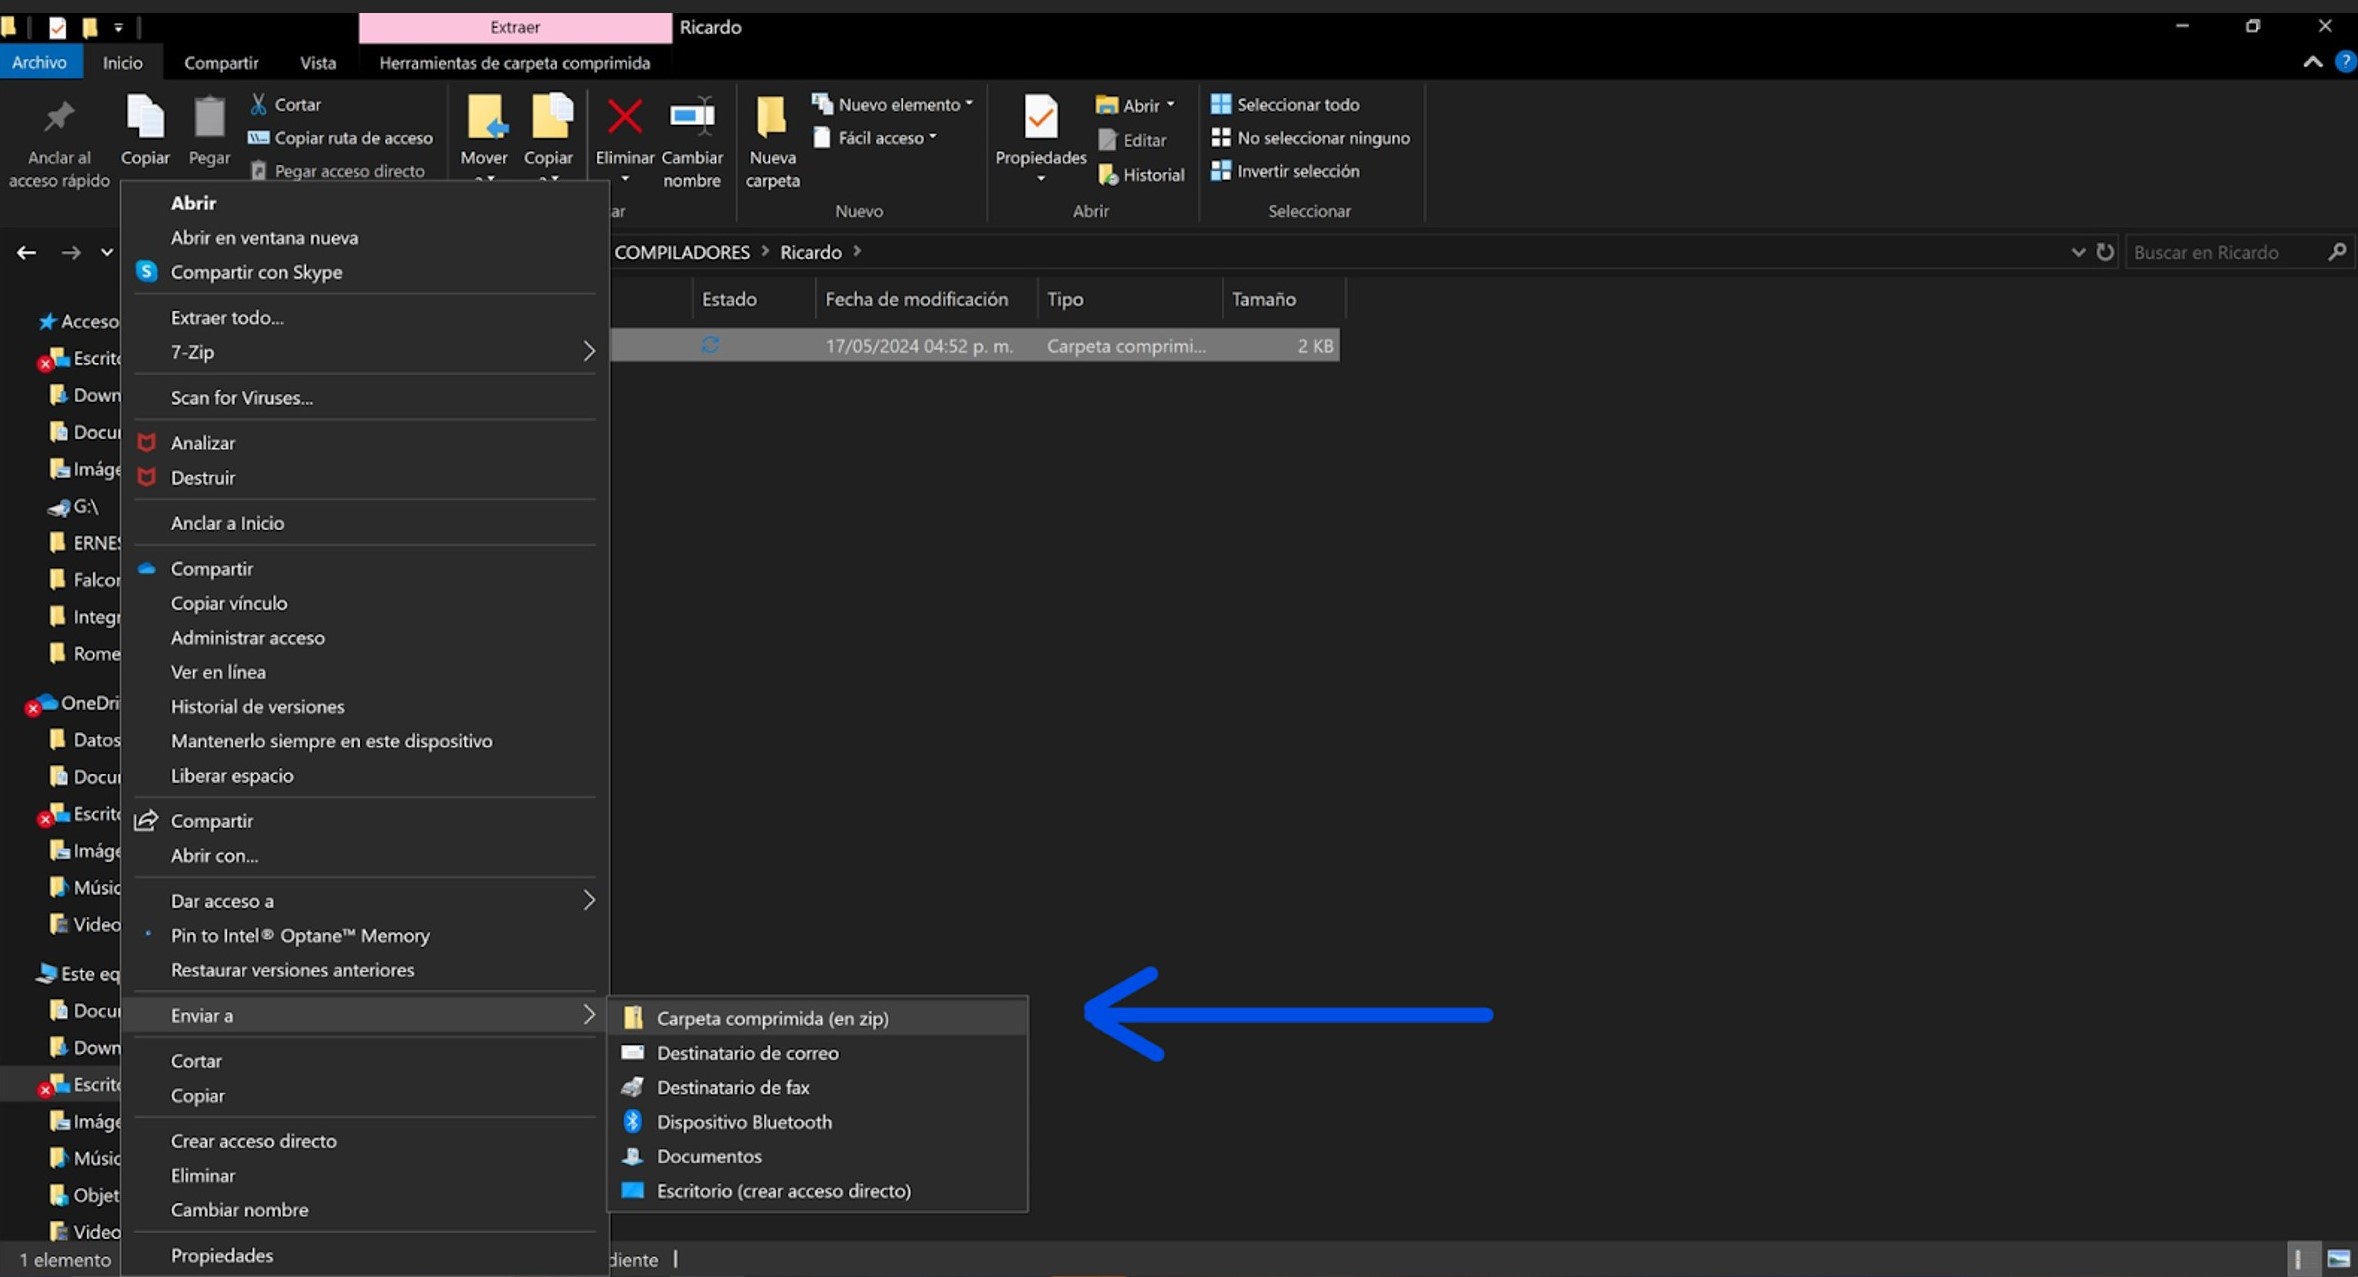 Extraer
Ricardo
Archivo
Inicio
Compartir
Vista
Herramientas de carpeta comprimida
Anclar al
acceso rápido
Copiar
Pegar
Cortar
Copiar ruta de acceso
Pegar acceso directo
Mover
Copiar
Eliminar
Cambiar
nombre
Nueva
carpeta
Nuevo elemento
Fácil acceso
Nuevo
Propiedades
Abrir
Editar
Historial
Abrir
Seleccionar todo
No seleccionar ninguno
Invertir selección
Seleccionar
COMPILADORES > Ricardo >
Buscar en Ricardo
Estado
Fecha de modificación
Tipo
Tamaño
17/05/2024 04:52 p. m.
Carpeta comprimi...
2 KB
Acceso
Escrito
Down
Docu
Imáge
G:\
ERNES
Falcor
Integr
Rome
OneDri
Datos
Docu
Escrito
Imáge
Músic
Video
Este eq
Docu
Down
Escrito
Imáge
Músic
Objet
Video
1 elemento
diente
Abrir
Abrir en ventana nueva
Compartir con Skype
Extraer todo...
7-Zip
Scan for Viruses...
Analizar
Destruir
Anclar a Inicio
Compartir
Copiar vínculo
Administrar acceso
Ver en línea
Historial de versiones
Mantenerlo siempre en este dispositivo
Liberar espacio
Compartir
Abrir con...
Dar acceso a
Pin to Intel® Optane™ Memory
Restaurar versiones anteriores
Enviar a
Cortar
Copiar
Crear acceso directo
Eliminar
Cambiar nombre
Propiedades
Carpeta comprimida (en zip)
Destinatario de correo
Destinatario de fax
Dispositivo Bluetooth
Documentos
Escritorio (crear acceso directo)